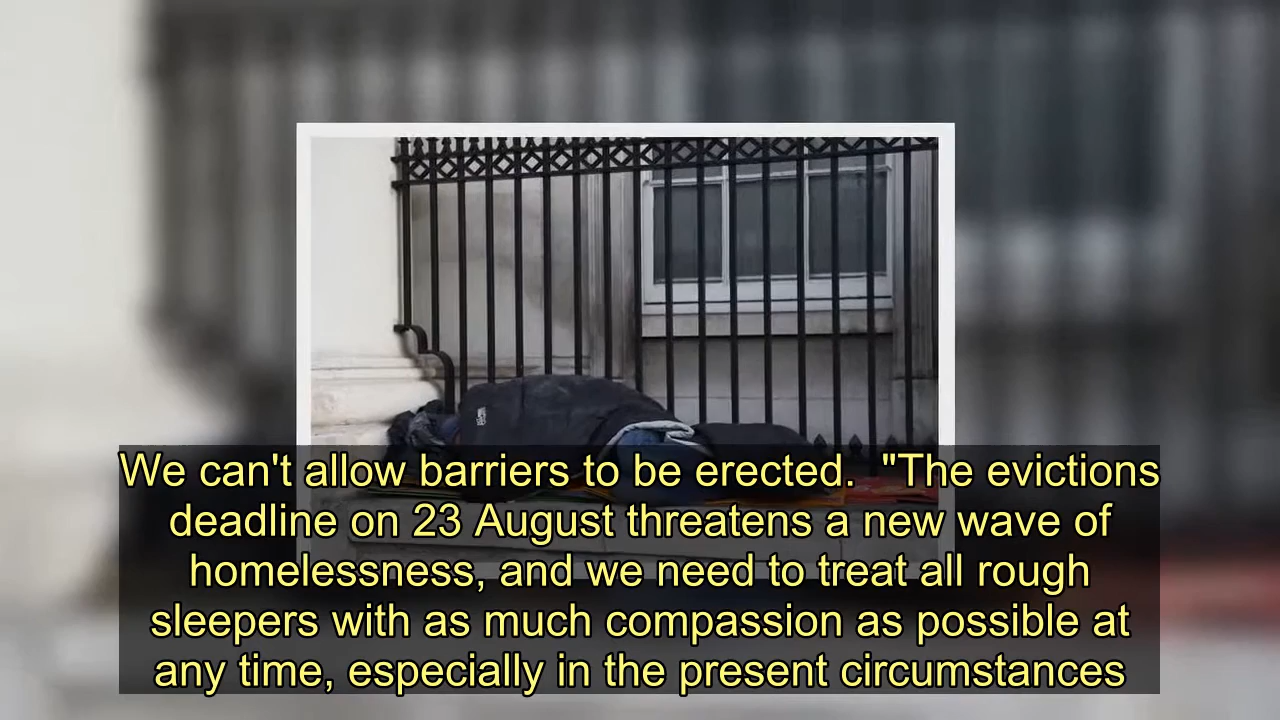 We can't allow barriers to be erected.  "The evictions
deadline on 23 August threatens a new wave of
homelessness, and we need to treat all rough
sleepers with as much compassion as possible at
any time, especially in the present circumstances